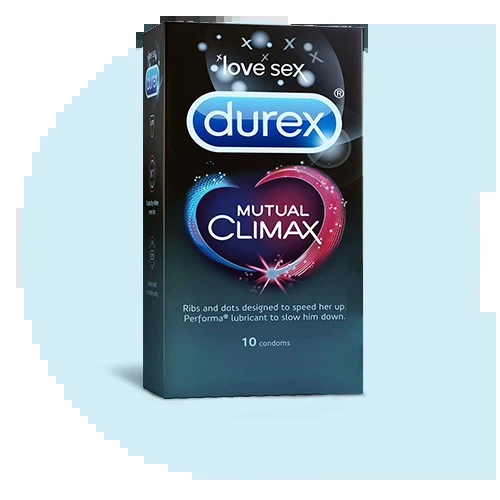 love sex
durex®
MUTUAL
CLIMAX
Ribs and dots designed to speed her up.
Performa® lubricant to slow him down.
10 condoms